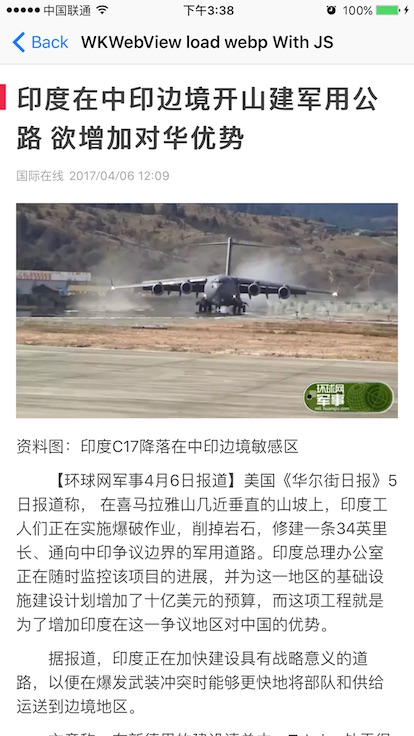 中国联通 下午3:38 100%
Back WKWebView load webp With JS
印度在中印边境开山建军用公
路 欲增加对华优势
国际在线 2017/04/06 12:09
环球网
军事
资料图：印度C17降落在中印边境敏感区
【环球网军事4月6日报道】美国《华尔街日报》5
日报道称， 在喜马拉雅山几近垂直的山坡上，印度工
人们正在实施爆破作业，削掉岩石，修建一条34英里
长、通向中印争议边界的军用道路。印度总理办公室
正在随时监控该项目的进展，并为这一地区的基础设
施建设计划增加了十亿美元的预算，而这项工程就是
为了增加印度在这一争议地区对中国的优势。
据报道，印度正在加快建设具有战略意义的道
路，以便在爆发武装冲突时能够更快地将部队和供给
运送到边境地区。